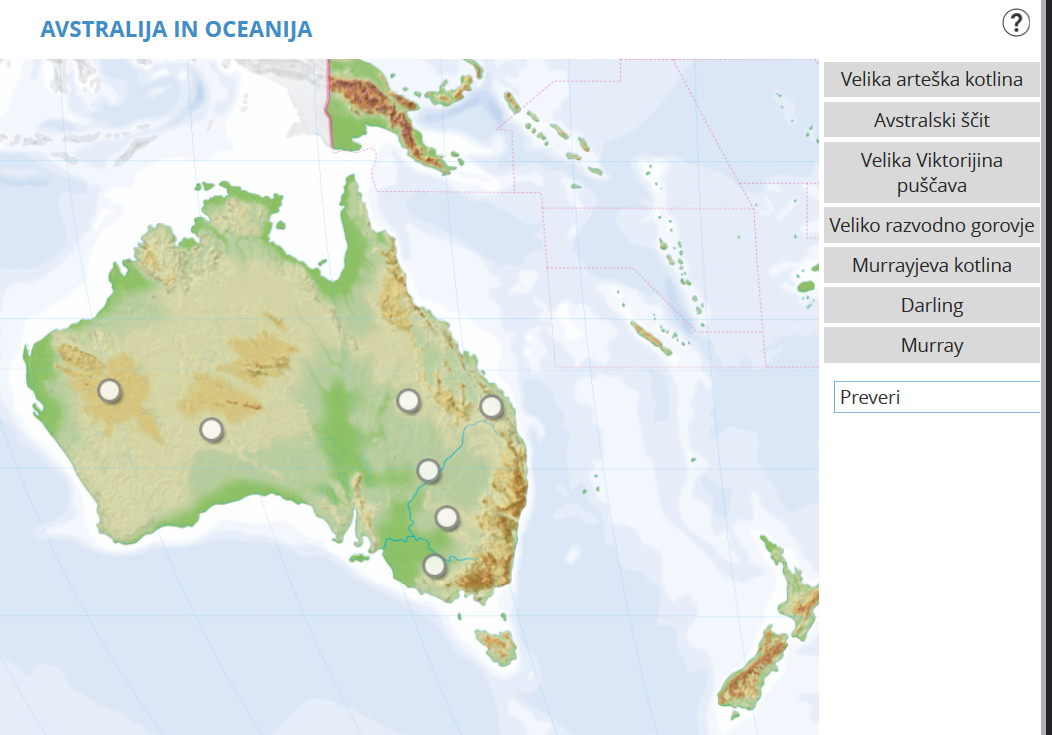 AVSTRALIJA IN OCEANIJA
?
Velika arteška kotlina
Avstralski ščit
Velika Viktorijina
puščava
Veliko razvodno gorovje
Murrayjeva kotlina
Darling
Murray
Preveri